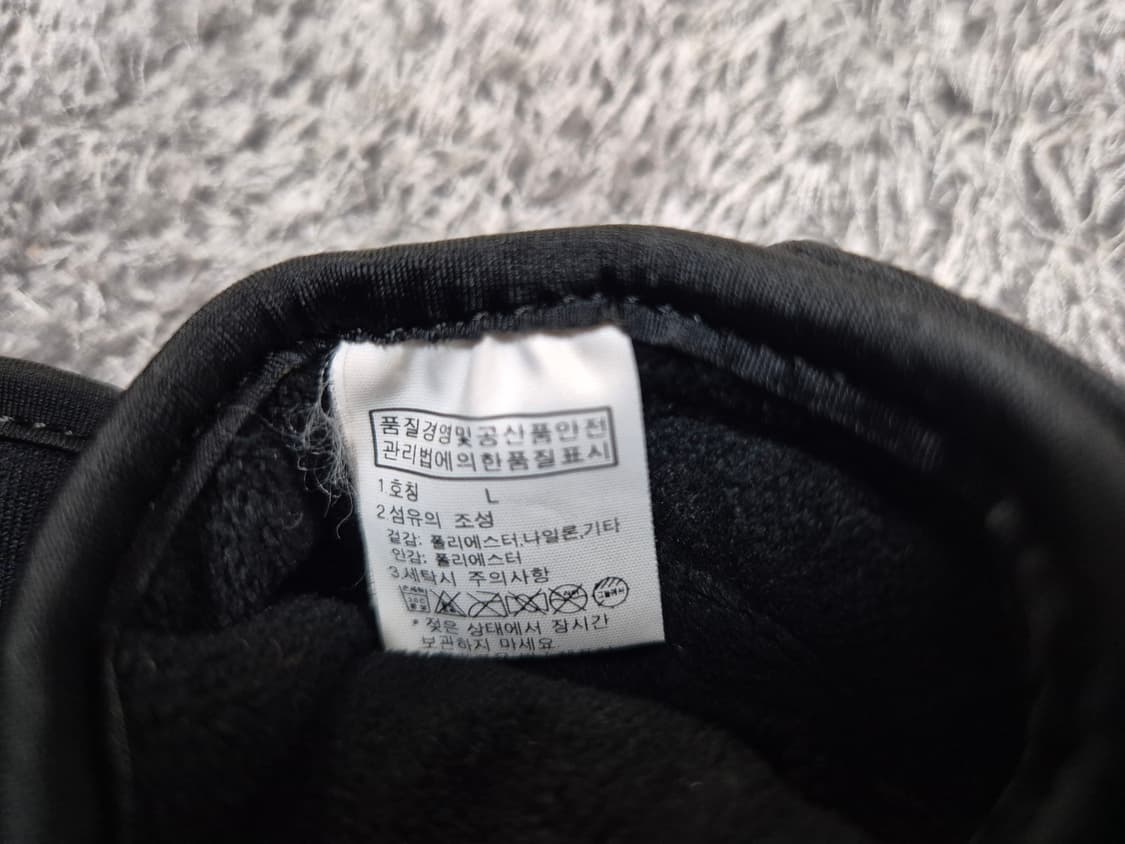 품질경영및공산품안전
관리법에의한품질표시
1.호칭 L
2.섬유의 조성
겉감: 폴리에스터,나일론,기타
안감: 폴리에스터
3.세탁시 주의사항
* 젖은 상태에서 장시간
보관하지 마세요